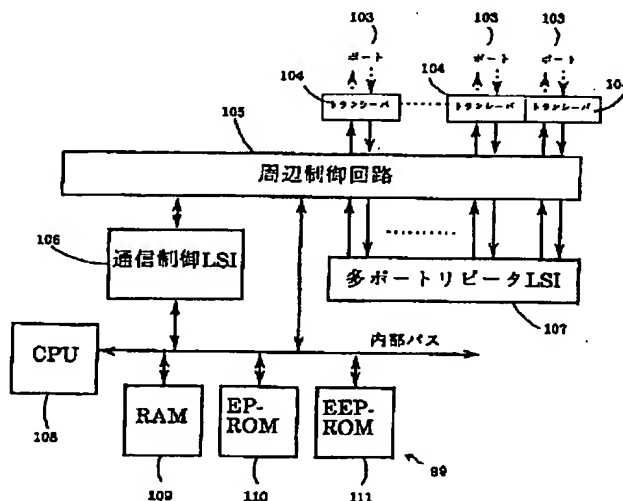 103 103 103
ポート ポート ポート
104 104 104
トランシーバ トランシーバ トランシーバ
105
周辺制御回路
106
通信制御LSI
多ポートリピータLSI
107
内部バス
CPU
108
RAM
EP-
ROM
EEP-
ROM
109 110 111
99